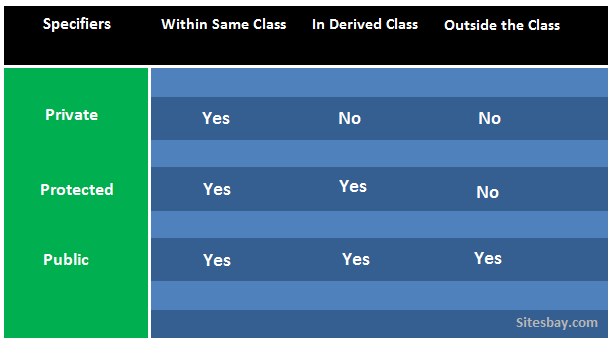 Specifiers Within Same Class In Derived Class Outside the Class
Private Yes No No
Protected Yes Yes No
Public Yes Yes Yes
Sitesbay.com